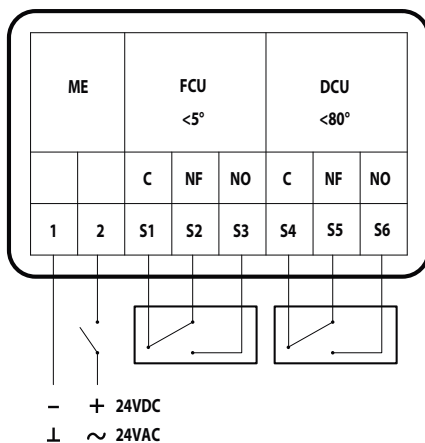 ME FCU DCU
<5° <80°
C NF NO C NF NO
1 2 S1 S2 S3 S4 S5 S6
- + 24VDC
⊥ ~ 24VAC